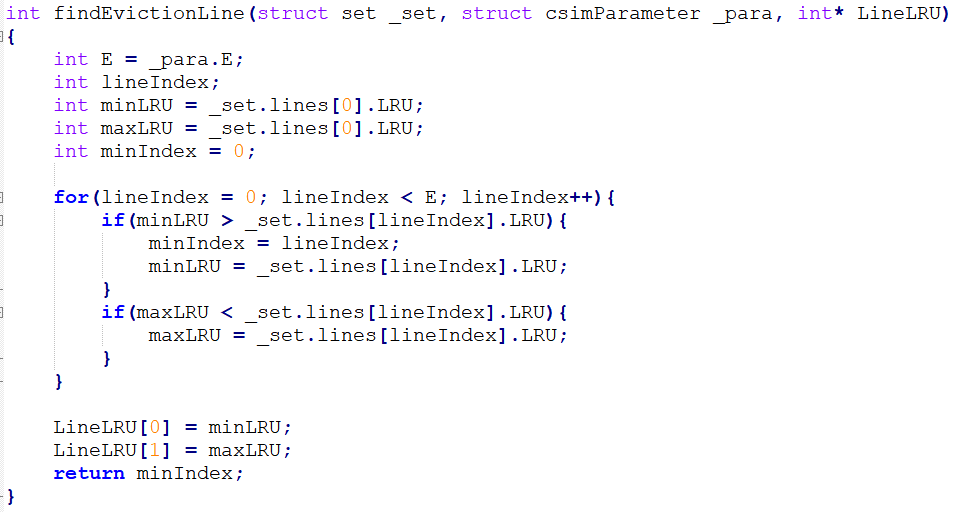 int findEvictionLine(struct set _set, struct csimParameter _para, int* LineLRU)
{
    int E = _para.E;
    int lineIndex;
    int minLRU = _set.lines[0].LRU;
    int maxLRU = _set.lines[0].LRU;
    int minIndex = 0;

    for(lineIndex = 0; lineIndex < E; lineIndex++){
        if(minLRU > _set.lines[lineIndex].LRU){
            minIndex = lineIndex;
            minLRU = _set.lines[lineIndex].LRU;
        }
        if(maxLRU < _set.lines[lineIndex].LRU){
            maxLRU = _set.lines[lineIndex].LRU;
        }
    }

    LineLRU[0] = minLRU;
    LineLRU[1] = maxLRU;
    return minIndex;
}